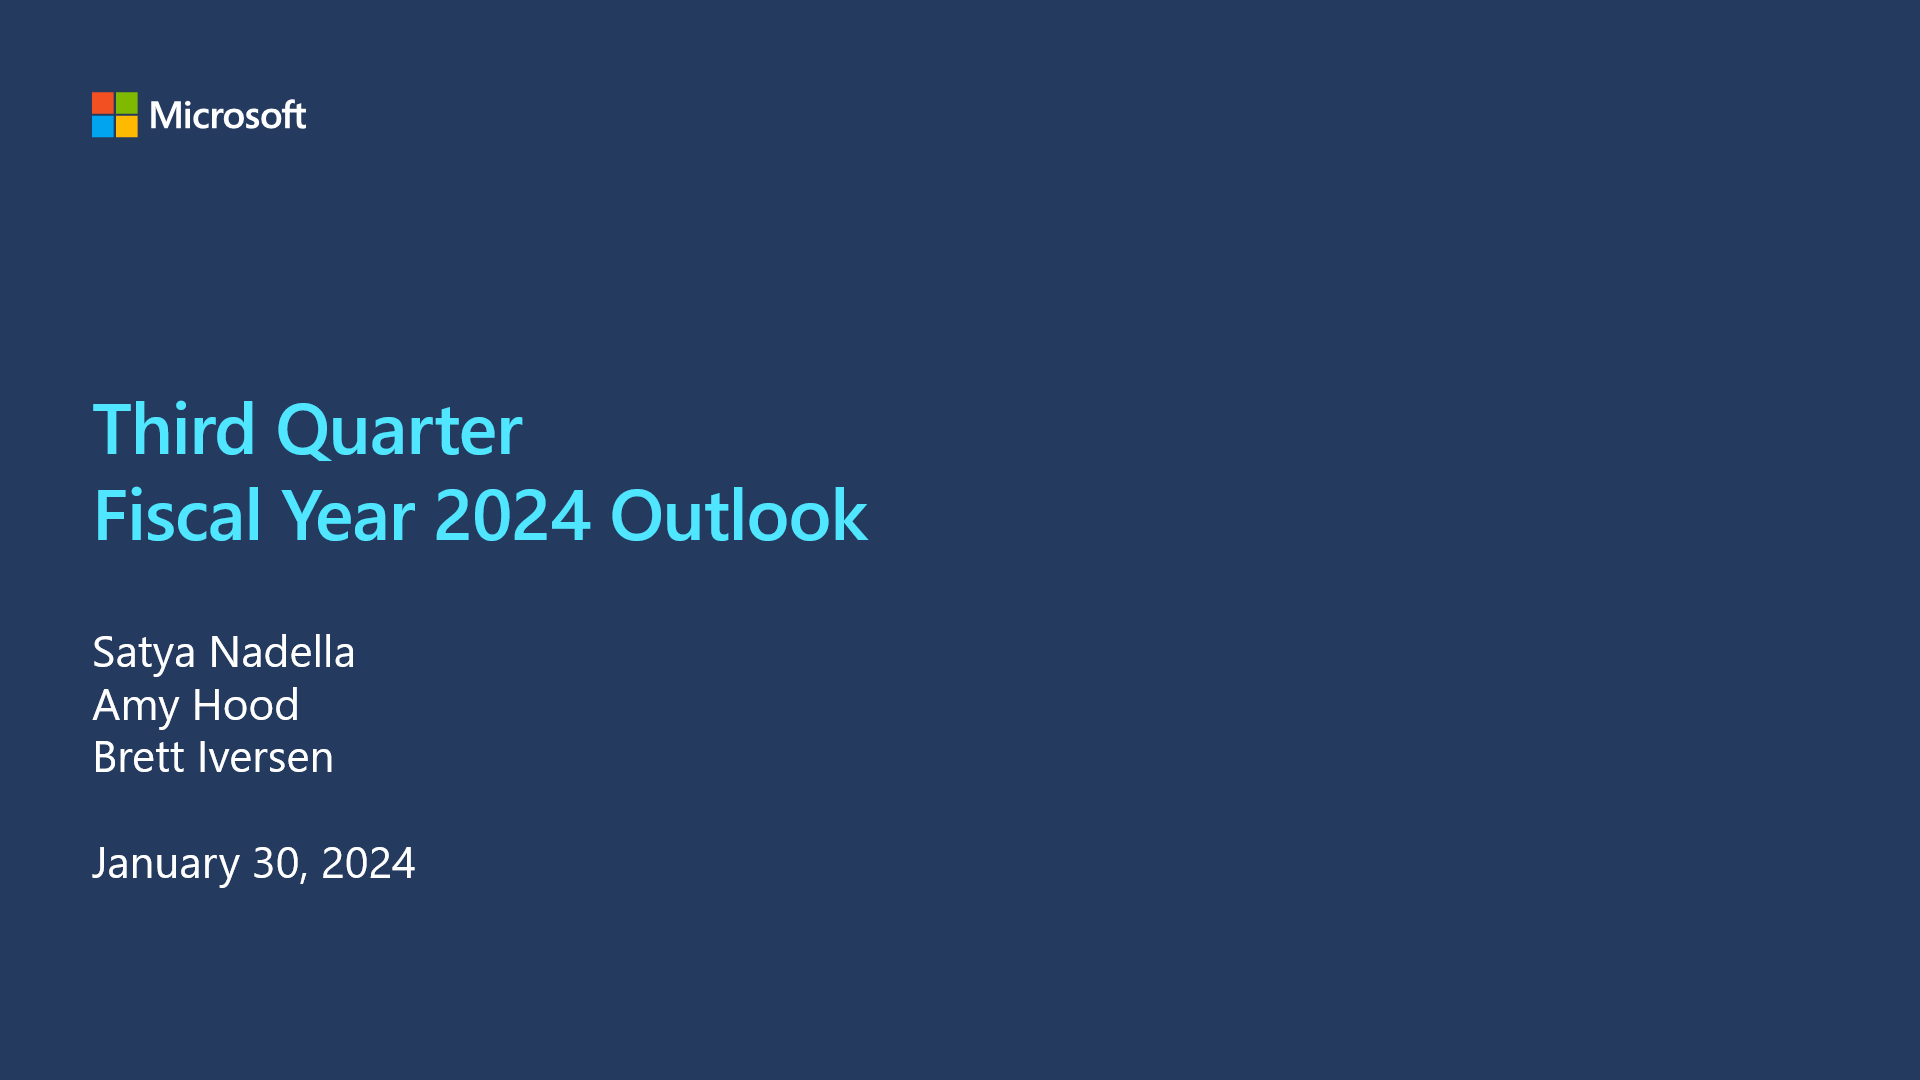 Microsoft
Third Quarter
Fiscal Year 2024 Outlook
Satya Nadella
Amy Hood
Brett Iversen
January 30, 2024